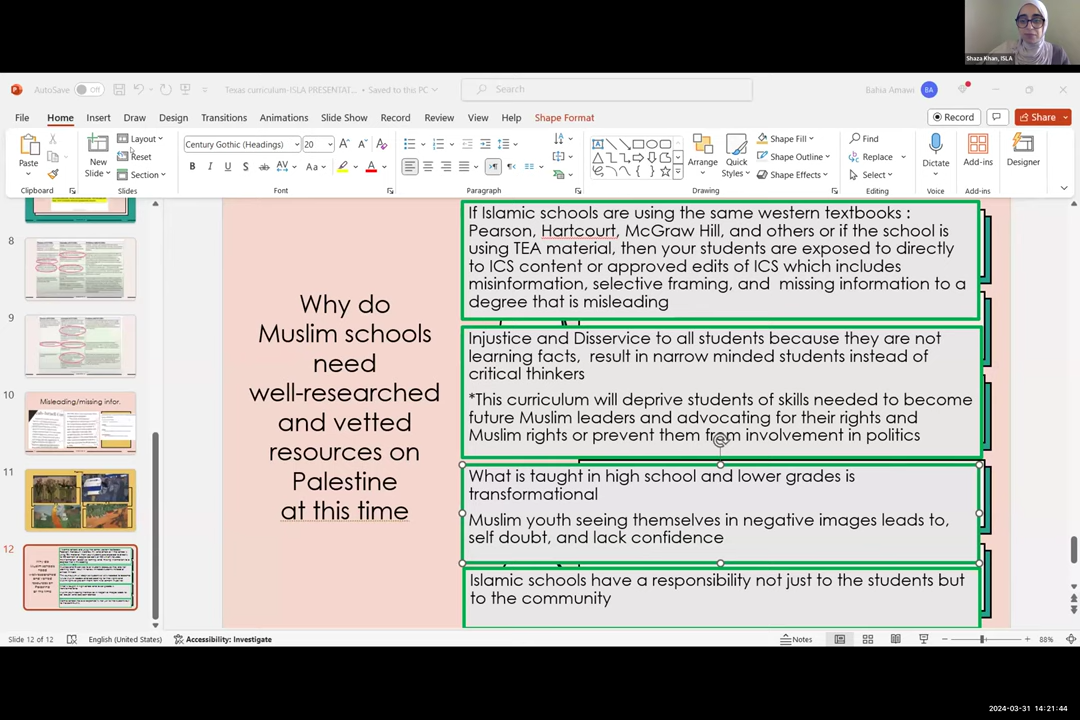 Shaza Khan, ISLA
AutoSave Off Texas curriculum-ISLA PRESENTAT... • Saved to this PC Search Bahia Amawi BA
File Home Insert Draw Design Transitions Animations Slide Show Record Review View Help Shape Format Record Share
Paste New Slide Layout Reset Section Century Gothic (Headings) 20 Arrange Quick Styles Shape Fill Shape Outline Shape Effects Find Replace Select Dictate Add-ins Designer
Clipboard Slides Font Paragraph Drawing Editing Voice Add-ins
8
9
10
Misleading/missing infor.
11
12
Why do
Muslim schools
need
well-researched
and vetted
resources on
Palestine
at this time
If Islamic schools are using the same western textbooks :
Pearson, Hartcourt, McGraw Hill, and others or if the school is
using TEA material, then your students are exposed to directly
to ICS content or approved edits of ICS which includes
misinformation, selective framing, and missing information to a
degree that is misleading
Injustice and Disservice to all students because they are not
learning facts, result in narrow minded students instead of
critical thinkers
*This curriculum will deprive students of skills needed to become
future Muslim leaders and advocating for their rights and
Muslim rights or prevent them from involvement in politics
What is taught in high school and lower grades is
transformational
Muslim youth seeing themselves in negative images leads to,
self doubt, and lack confidence
Islamic schools have a responsibility not just to the students but
to the community
Slide 12 of 12 English (United States) Accessibility: Investigate Notes 88%
2024-03-31 14:21:44